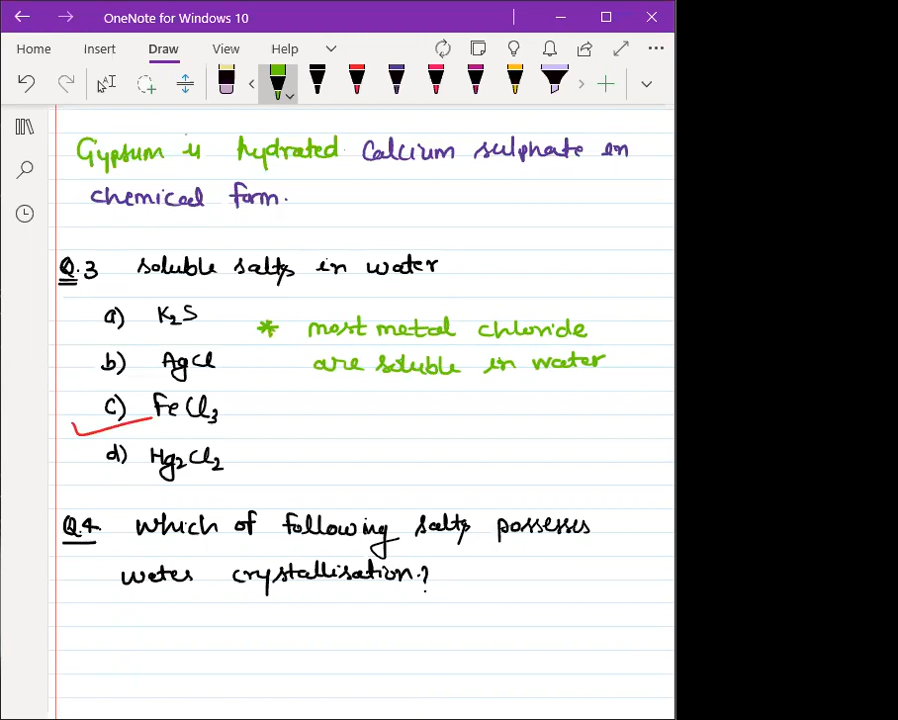 OneNote for Windows 10
Home Insert Draw View Help
Gypsum is hydrated Calcium sulphate in
chemical form.
Q.3 soluble salts in water
a) K2S
* most metal chloride
b) AgCl
are soluble in water
c) FeCl3
d) Hg2Cl2
Q.4. Which of following salts possesses
water crystallisation?